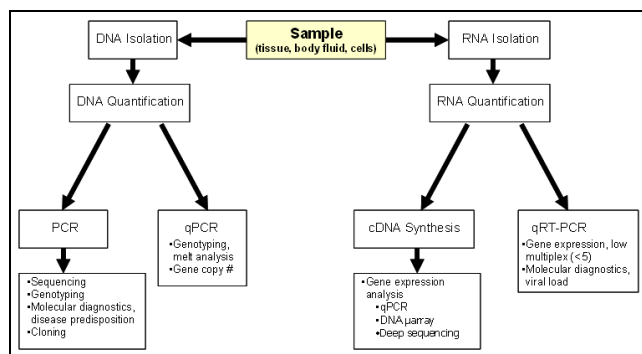 DNA Isolation
Sample
(tissue, body fluid, cells)
RNA Isolation
DNA Quantification
RNA Quantification
PCR
qPCR
▪Genotyping,
melt analysis
▪Gene copy #
cDNA Synthesis
qRT-PCR
▪Gene expression, low
multiplex (<5)
▪Molecular diagnostics,
viral load
▪Sequencing
▪Genotyping
▪Molecular diagnostics,
disease predisposition
▪Cloning
▪Gene expression
analysis
▪qPCR
▪DNA µarray
▪Deep sequencing